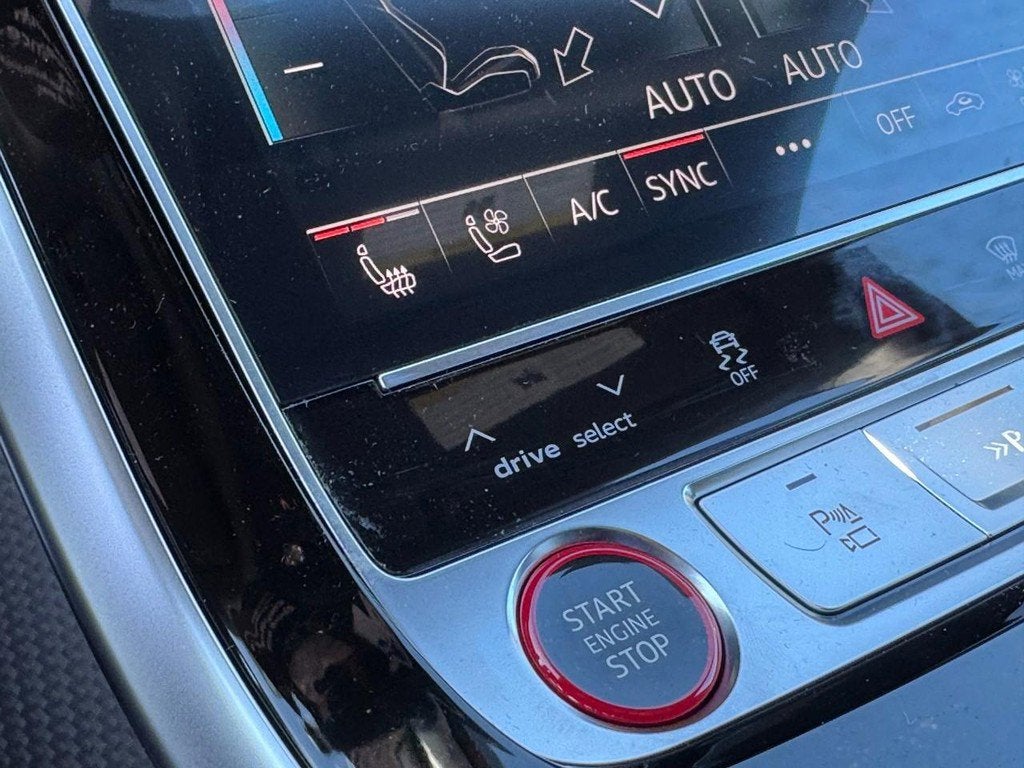 AUTO
AUTO
A/C
SYNC
•••
OFF
drive select
OFF
START
ENGINE
STOP
P
P